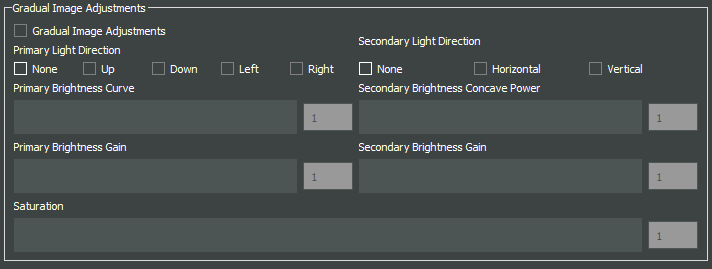 Gradual Image Adjustments
Gradual Image Adjustments
Primary Light Direction
None Up Down Left Right
Secondary Light Direction
None Horizontal Vertical
Primary Brightness Curve
1
Secondary Brightness Concave Power
1
Primary Brightness Gain
1
Secondary Brightness Gain
1
Saturation
1